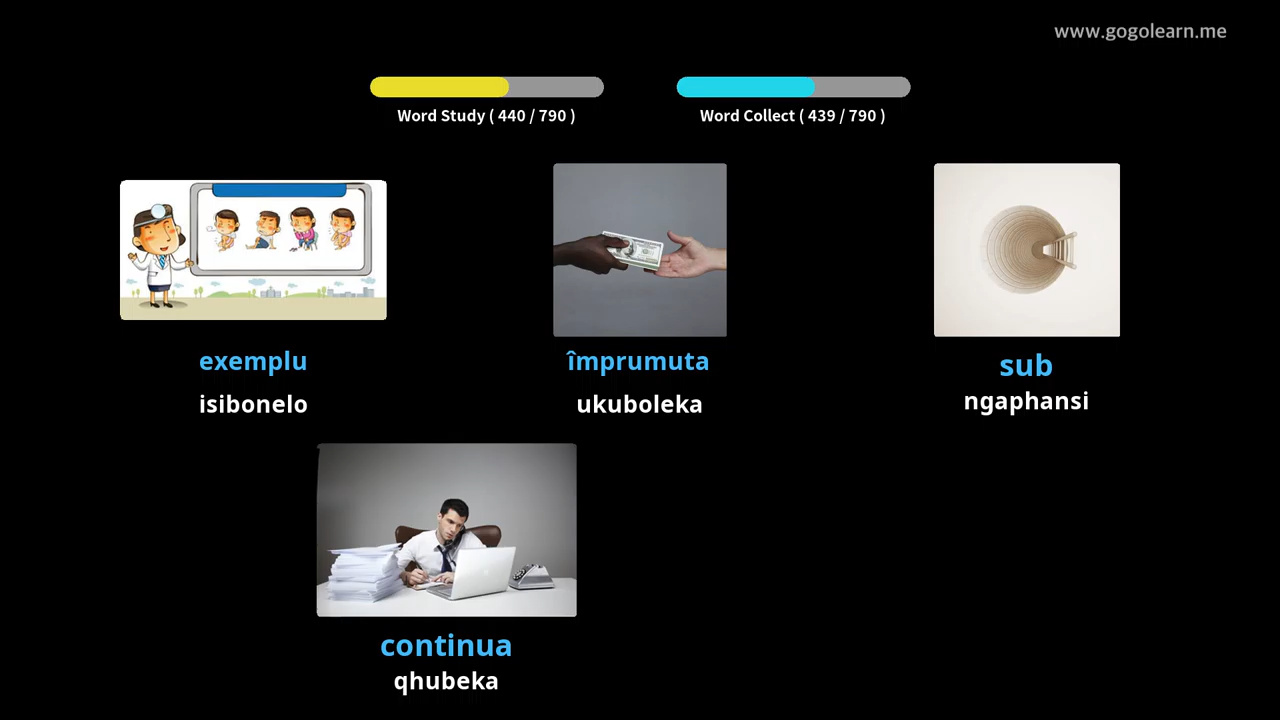 www.gogolearn.me
Word Study ( 440 / 790 )
Word Collect ( 439 / 790 )
exemplu
isibonelo
împrumuta
ukuboleka
sub
ngaphansi
continua
qhubeka